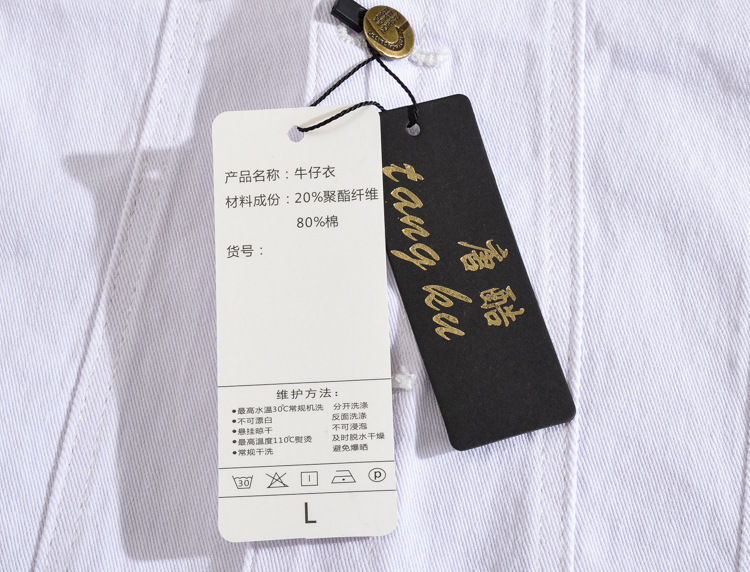 产品名称：牛仔衣
材料成份：20%聚酯纤维
80%棉
货号：
维护方法：
●最高水温30℃常规机洗 分开洗涤
●不可漂白 反面洗涤
●悬挂晾干 不可浸泡
●最高温度110℃熨烫 及时脱水干燥
●常规干洗 避免爆晒
30
P
L
tang ku
唐酷